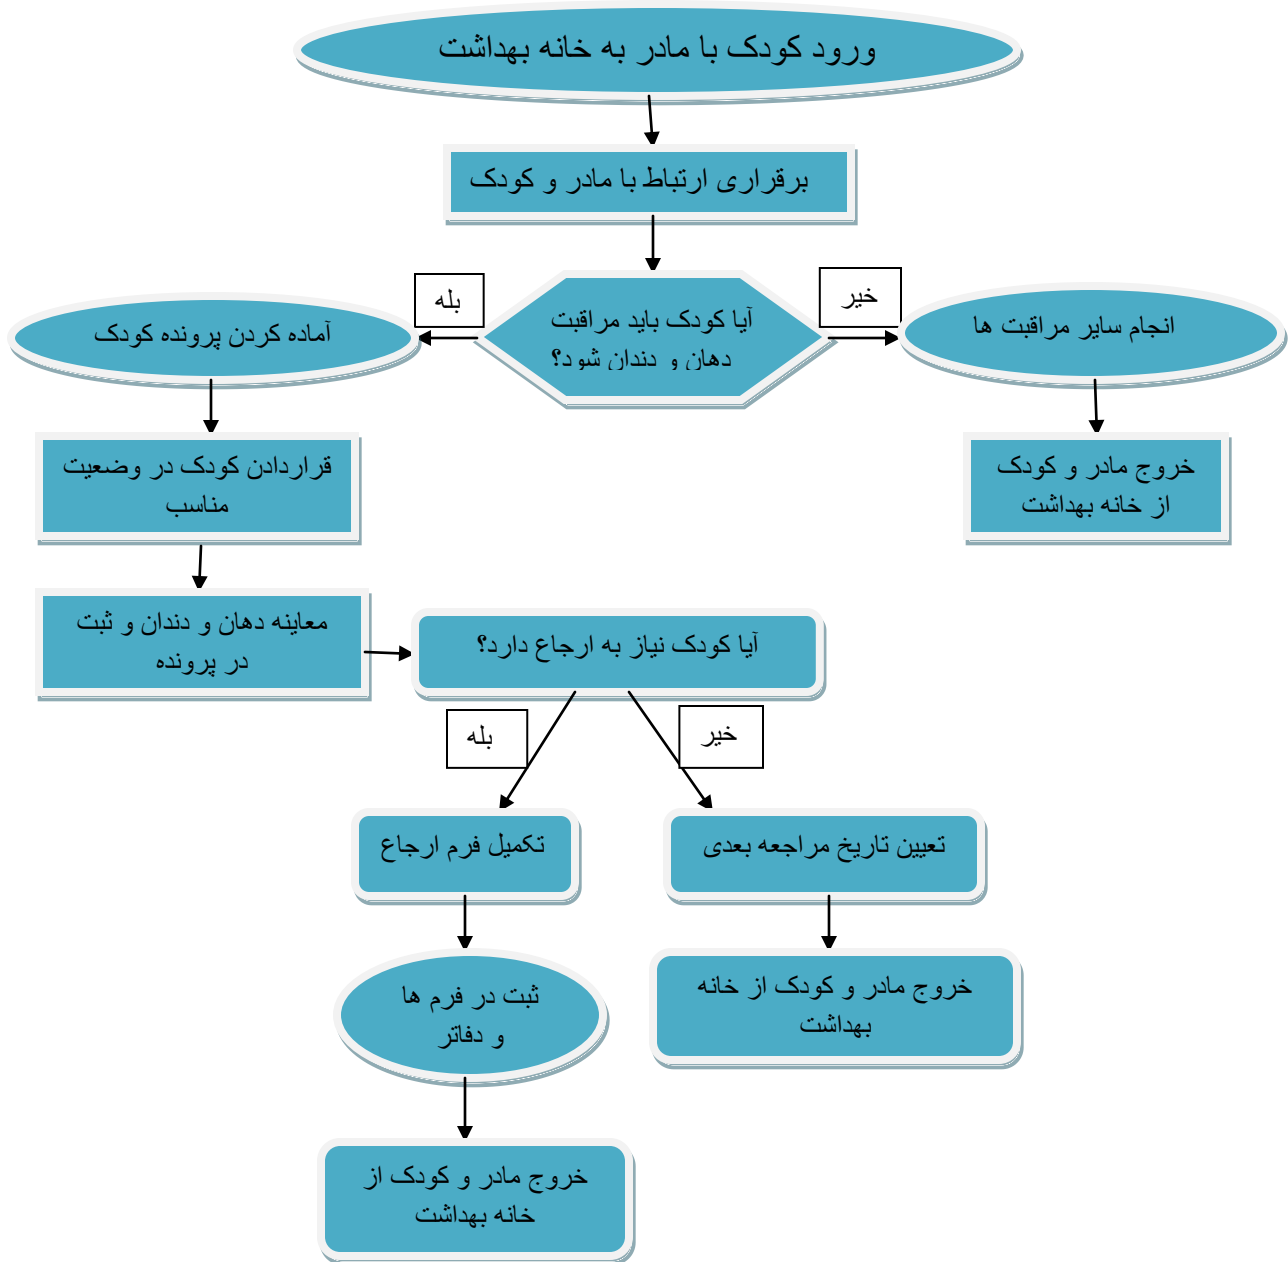 ورود کودک با مادر به خانه بهداشت
برقراری ارتباط با مادر و کودک
آیا کودک باید مراقبت
دهان و دندان شود؟
خیر
بله
انجام سایر مراقبت ها
خروج مادر و کودک
از خانه بهداشت
آماده کردن پرونده کودک
قراردادن کودک در وضعیت
مناسب
معاینه دهان و دندان و ثبت
در پرونده
آیا کودک نیاز به ارجاع دارد؟
خیر
بله
تعیین تاریخ مراجعه بعدی
خروج مادر و کودک از خانه
بهداشت
تکمیل فرم ارجاع
ثبت در فرم ها
و دفاتر
خروج مادر و کودک از
خانه بهداشت